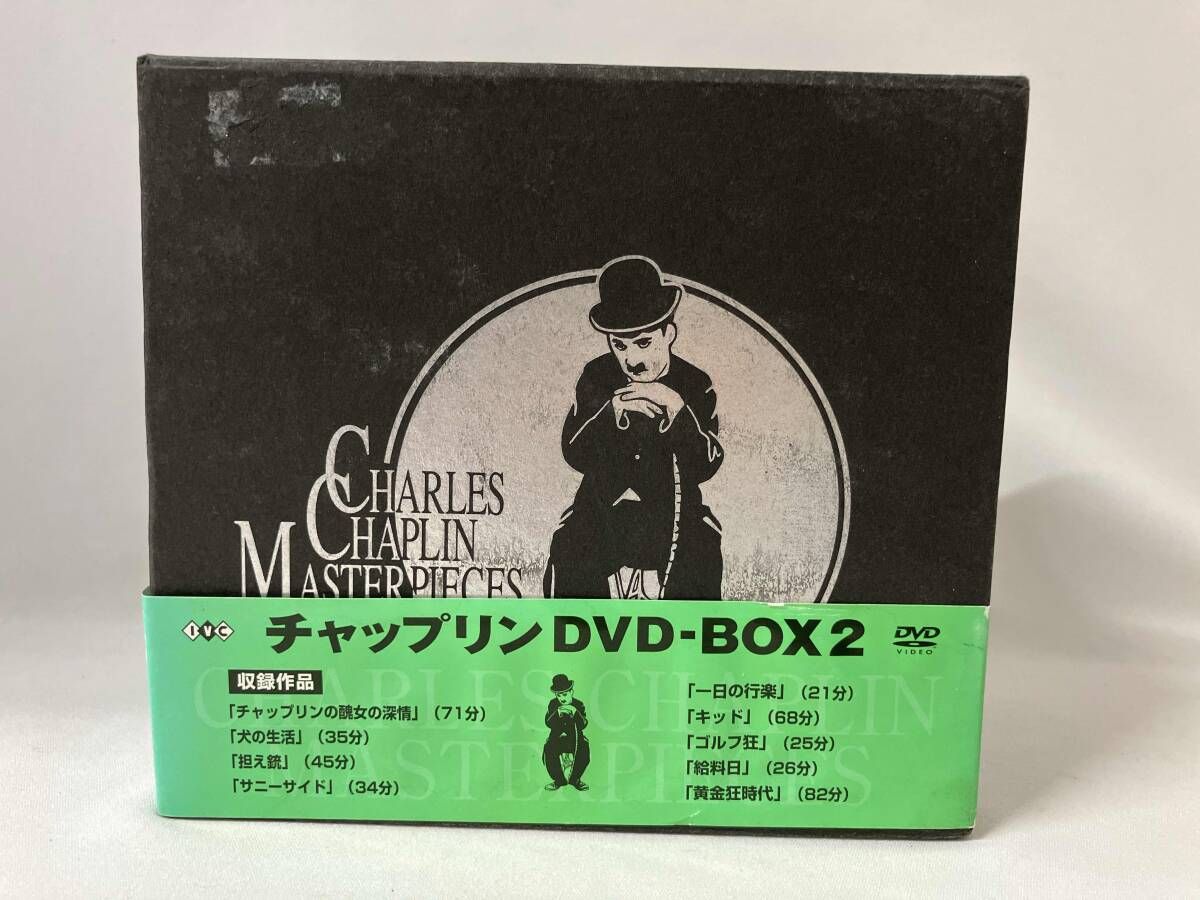 CHARLES
CHAPLIN
MASTERPIECES
IVC
チャップリン DVD-BOX2
DVD
VIDEO
収録作品
「チャップリンの醜女の深情」(71分)
「犬の生活」(35分)
「担え銃」(45分)
「サニーサイド」(34分)
「一日の行楽」(21分)
「キッド」(68分)
「ゴルフ狂」(25分)
「給料日」(26分)
「黄金狂時代」(82分)
CHARLES CHAPLIN
MASTERPIECES